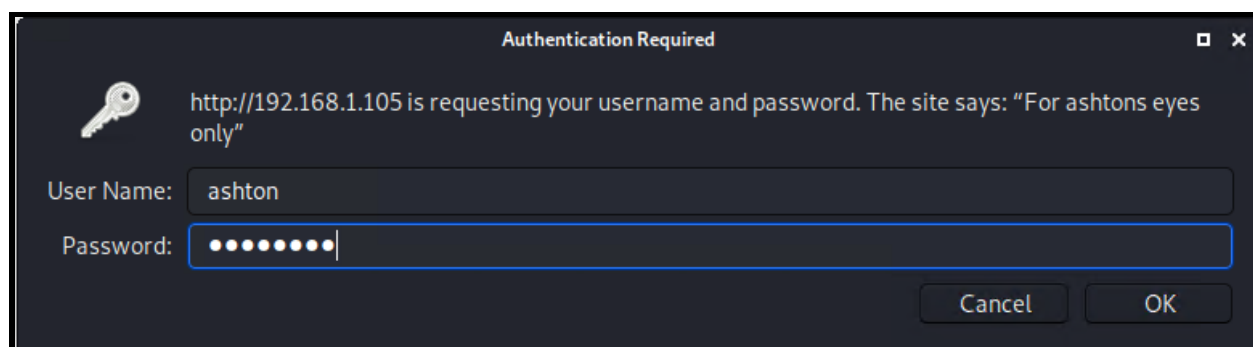 Authentication Required
http://192.168.1.105 is requesting your username and password. The site says: “For ashtons eyes
only”
User Name: ashton
Password: ●●●●●●●●
Cancel OK